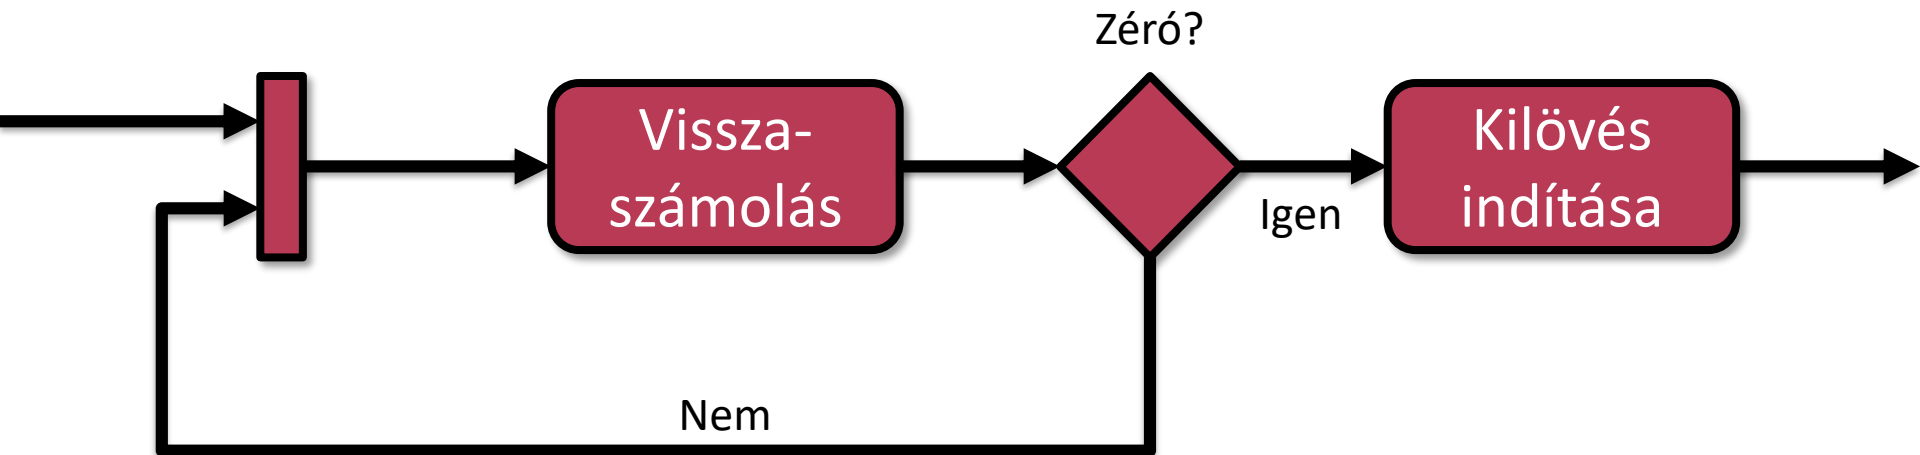 Zéró?
Vissza-
számolás
Kilövés
indítása
Igen
Nem